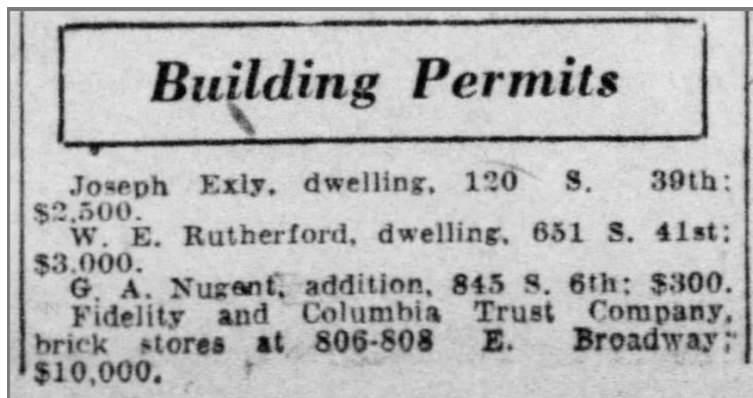 Building Permits
Joseph Exly, dwelling, 120 S. 39th;
$2,500.
W. E. Rutherford, dwelling, 651 S. 41st;
$3,000.
G. A. Nugent, addition, 845 S. 6th; $300.
Fidelity and Columbia Trust Company,
brick stores at 806-808 E. Broadway;
$10,000.